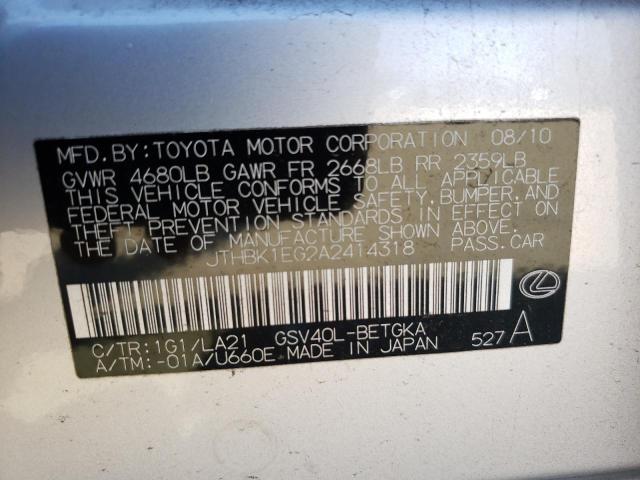 MFD.BY:TOYOTA MOTOR CORPORATION 08/10
GVWR 4680LB GAWR FR 2668LB RR 2359LB
THIS VEHICLE CONFORMS TO ALL APPLICABLE
FEDERAL MOTOR VEHICLE SAFETY,BUMPER,AND
THEFT PREVENTION STANDARDS IN EFFECT ON
THE DATE OF MANUFACTURE SHOWN ABOVE.
JTHBK1EG2A2414318 PASS.CAR
C/TR:1G1/LA21 GSV40L-BETGKA
A/TM:-01A/U660E MADE IN JAPAN 527A